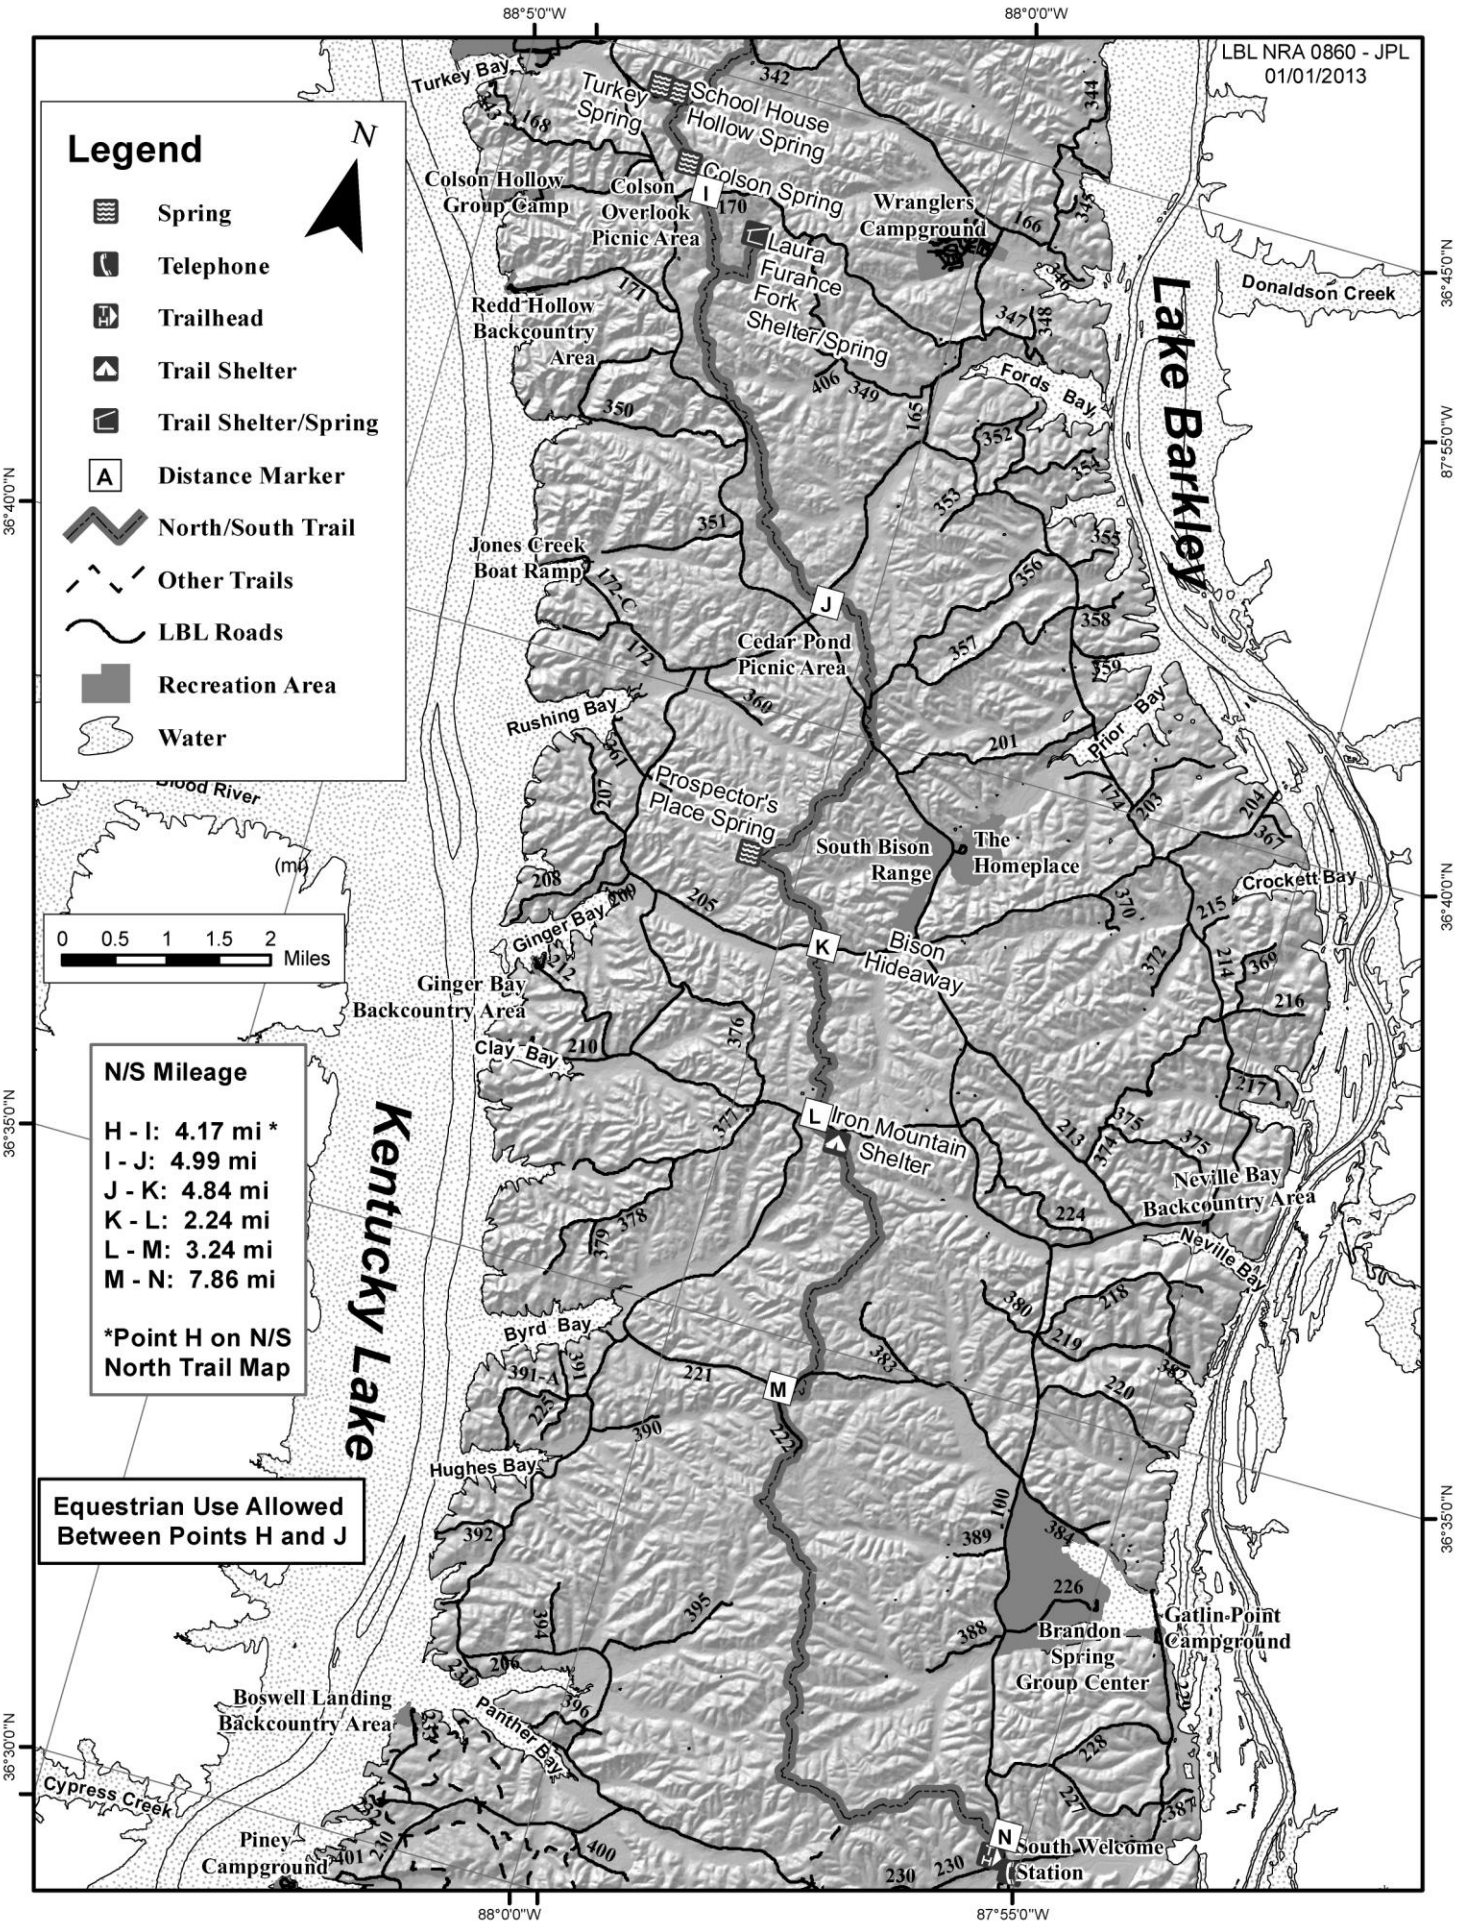 88°5'0"W
88°0'0"W
LBL NRA 0860 - JPL
01/01/2013
Turkey Bay
342
344
343
168
Turkey
Spring
School House
Hollow Spring
Legend
N
Spring
Telephone
Trailhead
Trail Shelter
Trail Shelter/Spring
A
Distance Marker
North/South Trail
Other Trails
LBL Roads
Recreation Area
Water
Colson Hollow
Group Camp
Colson
Overlook
Picnic Area
Colson Spring
I
170
Wranglers
Campground
166
345
346
36°45'0"N
Donaldson Creek
Lake Barkley
Laura
Furance
Fork
Shelter/Spring
Redd Hollow
Backcountry
Area
171
347
348
Fords Bay
406
349
350
165
352
354
353
87°55'0"W
36°40'0"N
351
355
356
Jones Creek
Boat Ramp
172-C
172
J
Cedar Pond
Picnic Area
357
358
359
360
Rushing Bay
Prior Bay
361
201
207
Blood River
Prospector's
Place Spring
174
203
204
367
(mi)
South Bison
Range
The
Homeplace
Crockett Bay
208
209
205
370
215
36°40'0"N
0 0.5 1 1.5 2 Miles
Ginger Bay
212
K
Bison
Hideaway
372
214
369
216
Ginger Bay
Backcountry Area
376
Clay Bay
210
217
N/S Mileage
H - I: 4.17 mi *
I - J: 4.99 mi
J - K: 4.84 mi
K - L: 2.24 mi
L - M: 3.24 mi
M - N: 7.86 mi
*Point H on N/S
North Trail Map
36°35'0"N
Kentucky Lake
377
L
Iron Mountain
Shelter
213
375
374
375
Neville Bay
Backcountry Area
378
379
224
Neville Bay
Byrd Bay
380
218
219
382
391-A
391
225
221
383
220
M
222
390
Hughes Bay
36°35'0"N
Equestrian Use Allowed
Between Points H and J
392
100
389
384
226
394
395
388
Brandon
Spring
Group Center
Gatlin Point
Campground
231
206
229
Boswell Landing
Backcountry Area
233
396
Panther Bay
36°30'0"N
228
227
387
Cypress Creek
232
230
Piney
Campground
401
400
N
South Welcome
Station
230
230
88°0'0"W
87°55'0"W